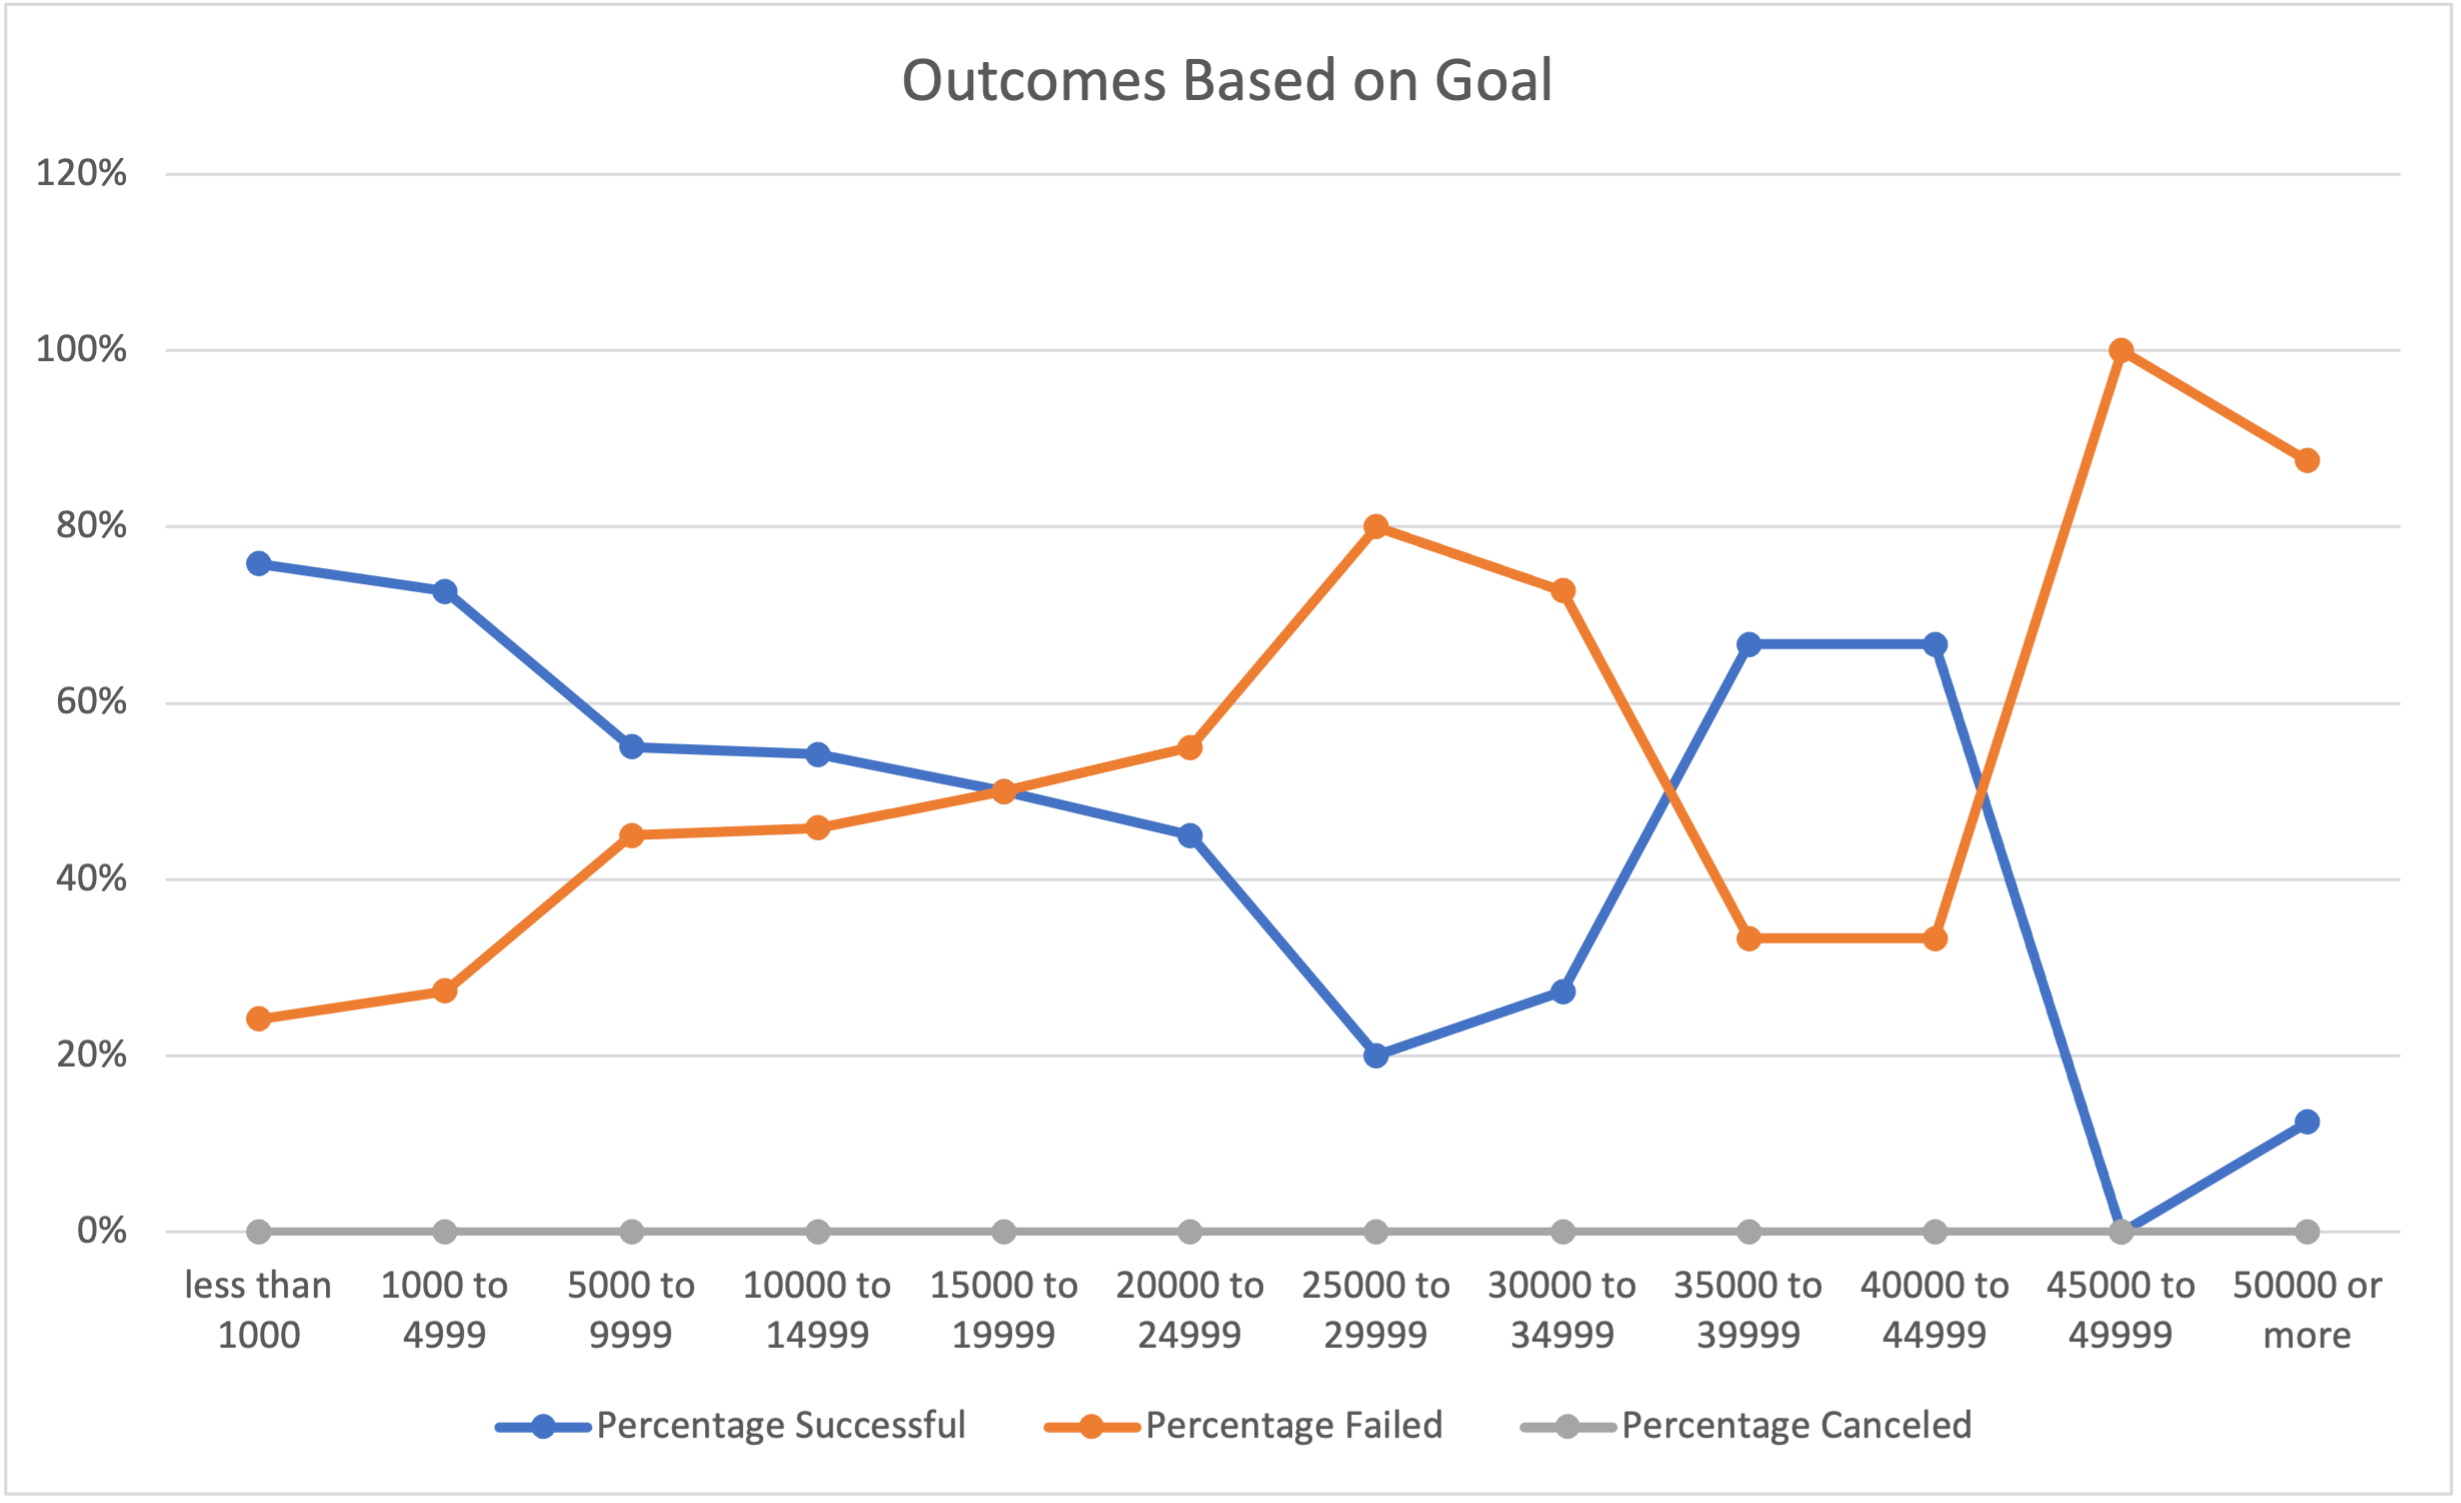 Outcomes Based on Goal
120%
100%
80%
60%
40%
20%
0%
less than 1000
1000 to 4999
5000 to 9999
10000 to 14999
15000 to 19999
20000 to 24999
25000 to 29999
30000 to 34999
35000 to 39999
40000 to 44999
45000 to 49999
50000 or more
Percentage Successful
Percentage Failed
Percentage Canceled